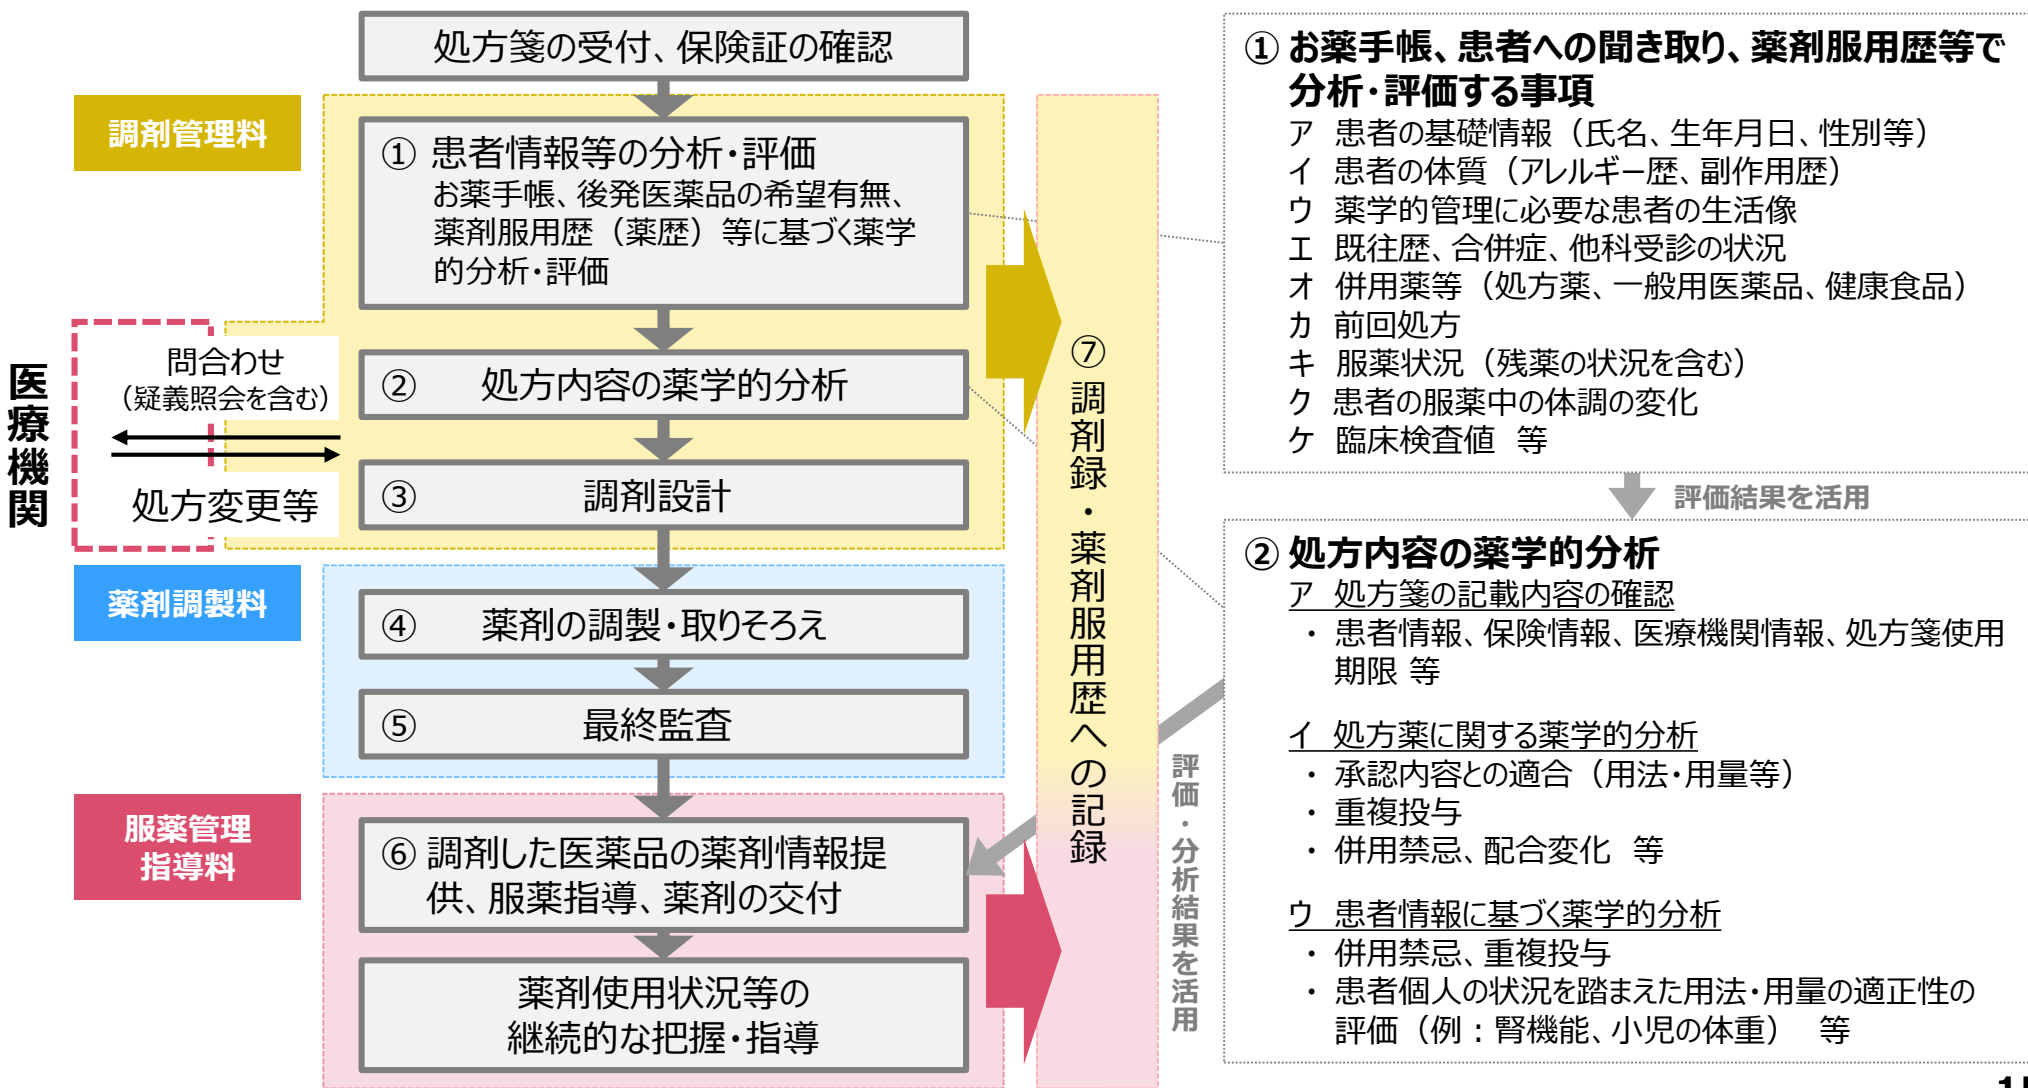 処方箋の受付、保険証の確認
調剤管理料
① 患者情報等の分析・評価
お薬手帳、後発医薬品の希望有無、
薬剤服用歴（薬歴）等に基づく薬学
的分析・評価
医療機関
問合わせ
（疑義照会を含む）
処方変更等
② 処方内容の薬学的分析
③ 調剤設計
薬剤調製料
④ 薬剤の調製・取りそろえ
⑤ 最終監査
服薬管理
指導料
⑥ 調剤した医薬品の薬剤情報提
供、服薬指導、薬剤の交付
薬剤使用状況等の
継続的な把握・指導
⑦調剤録・薬剤服用歴への記録
① お薬手帳、患者への聞き取り、薬剤服用歴等で
分析・評価する事項
ア 患者の基礎情報（氏名、生年月日、性別等）
イ 患者の体質（アレルギー歴、副作用歴）
ウ 薬学的管理に必要な患者の生活像
エ 既往歴、合併症、他科受診の状況
オ 併用薬等（処方薬、一般用医薬品、健康食品）
カ 前回処方
キ 服薬状況（残薬の状況を含む）
ク 患者の服薬中の体調の変化
ケ 臨床検査値 等
評価結果を活用
② 処方内容の薬学的分析
ア 処方箋の記載内容の確認
・ 患者情報、保険情報、医療機関情報、処方箋使用
期限 等
イ 処方薬に関する薬学的分析
・ 承認内容との適合（用法・用量等）
・ 重複投与
・ 併用禁忌、配合変化 等
ウ 患者情報に基づく薬学的分析
・ 併用禁忌、重複投与
・ 患者個人の状況を踏まえた用法・用量の適正性の
評価（例：腎機能、小児の体重） 等
評価・分析結果を活用